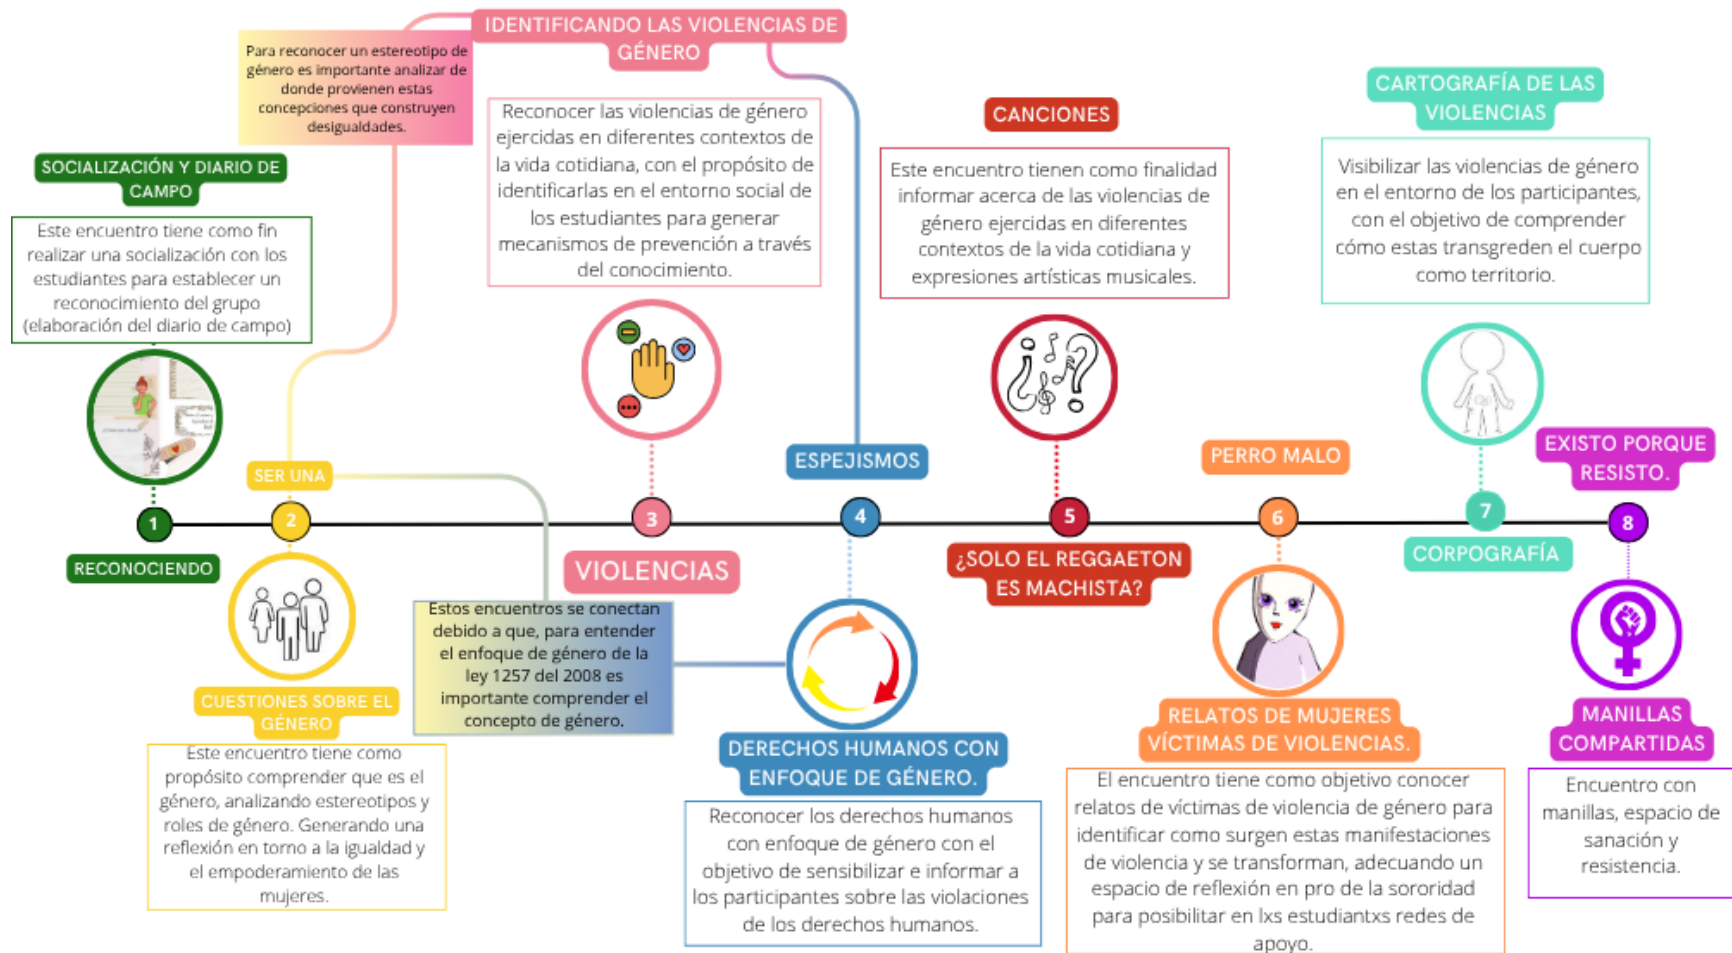 IDENTIFICANDO LAS VIOLENCIAS DE
GÉNERO
Para reconocer un estereotipo de
género es importante analizar de
donde provienen estas
concepciones que construyen
desigualdades.
SOCIALIZACIÓN Y DIARIO DE
CAMPO
Este encuentro tiene como fin
realizar una socialización con los
estudiantes para establecer un
reconocimiento del grupo
(elaboración del diario de campo)
1
RECONOCIENDO
SER UNA
2
CUESTIONES SOBRE EL
GÉNERO
Este encuentro tiene como
propósito comprender que es el
género, analizando estereotipos y
roles de género. Generando una
reflexión en torno a la igualdad y
el empoderamiento de las
mujeres.
Reconocer las violencias de género
ejercidas en diferentes contextos de
la vida cotidiana, con el propósito de
identificarlas en el entorno social de
los estudiantes para generar
mecanismos de prevención a través
del conocimiento.
3
VIOLENCIAS
Estos encuentros se conectan
debido a que, para entender
el enfoque de género de la
ley 1257 del 2008 es
importante comprender el
concepto de género.
ESPEJISMOS
4
DERECHOS HUMANOS CON
ENFOQUE DE GÉNERO.
Reconocer los derechos humanos
con enfoque de género con el
objetivo de sensibilizar e informar a
los participantes sobre las violaciones
de los derechos humanos.
CANCIONES
Este encuentro tienen como finalidad
informar acerca de las violencias de
género ejercidas en diferentes
contextos de la vida cotidiana y
expresiones artísticas musicales.
¿?
5
¿SOLO EL REGGAETON
ES MACHISTA?
PERRO MALO
6
RELATOS DE MUJERES
VÍCTIMAS DE VIOLENCIAS.
El encuentro tiene como objetivo conocer
relatos de víctimas de violencia de género para
identificar como surgen estas manifestaciones
de violencia y se transforman, adecuando un
espacio de reflexión en pro de la sororidad
para posibilitar en lxs estudiantxs redes de
apoyo.
CARTOGRAFÍA DE LAS
VIOLENCIAS
Visibilizar las violencias de género
en el entorno de los participantes,
con el objetivo de comprender
cómo estas transgreden el cuerpo
como territorio.
7
CORPOGRAFÍA
EXISTO PORQUE
RESISTO.
8
MANILLAS
COMPARTIDAS
Encuentro con
manillas, espacio de
sanación y
resistencia.